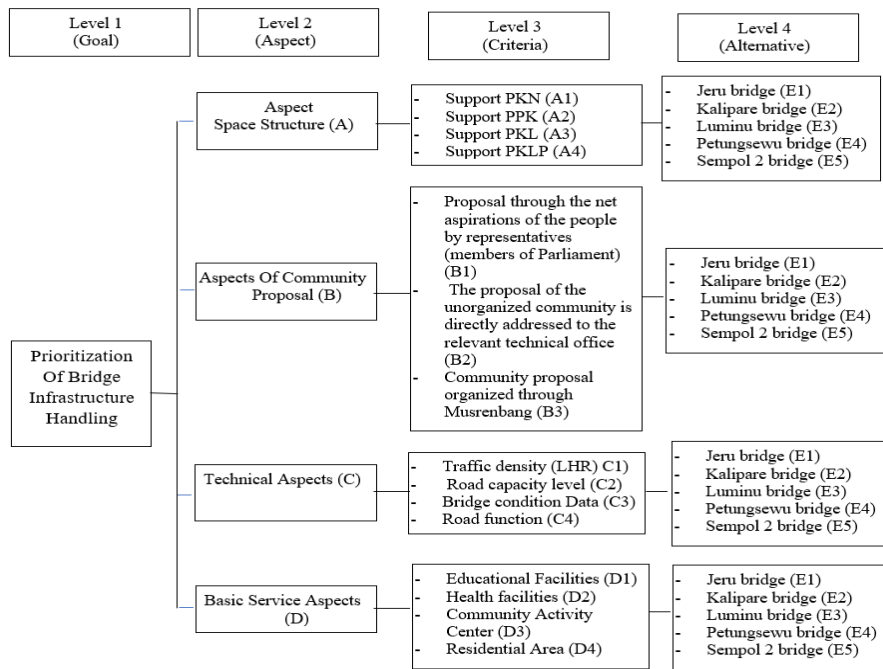 Level 1
(Goal)
Level 2
(Aspect)
Level 3
(Criteria)
Level 4
(Alternative)
Prioritization
Of Bridge
Infrastructure
Handling
Aspect
Space Structure (A)
- Support PKN (A1)
- Support PPK (A2)
- Support PKL (A3)
- Support PKLP (A4)
- Jeru bridge (E1)
- Kalipare bridge (E2)
- Luminu bridge (E3)
- Petungsewu bridge (E4)
- Sempol 2 bridge (E5)
Aspects Of Community
Proposal (B)
- Proposal through the net
aspirations of the people
by representatives
(members of Parliament)
(B1)
- The proposal of the
unorganized community is
directly addressed to the
relevant technical office
(B2)
- Community proposal
organized through
Musrenbang (B3)
- Jeru bridge (E1)
- Kalipare bridge (E2)
- Luminu bridge (E3)
- Petungsewu bridge (E4)
- Sempol 2 bridge (E5)
Technical Aspects (C)
- Traffic density (LHR) C1)
- Road capacity level (C2)
- Bridge condition Data (C3)
- Road function (C4)
- Jeru bridge (E1)
- Kalipare bridge (E2)
- Luminu bridge (E3)
- Petungsewu bridge (E4)
- Sempol 2 bridge (E5)
Basic Service Aspects
(D)
- Educational Facilities (D1)
- Health facilities (D2)
- Community Activity
Center (D3)
- Residential Area (D4)
- Jeru bridge (E1)
- Kalipare bridge (E2)
- Luminu bridge (E3)
- Petungsewu bridge (E4)
- Sempol 2 bridge (E5)